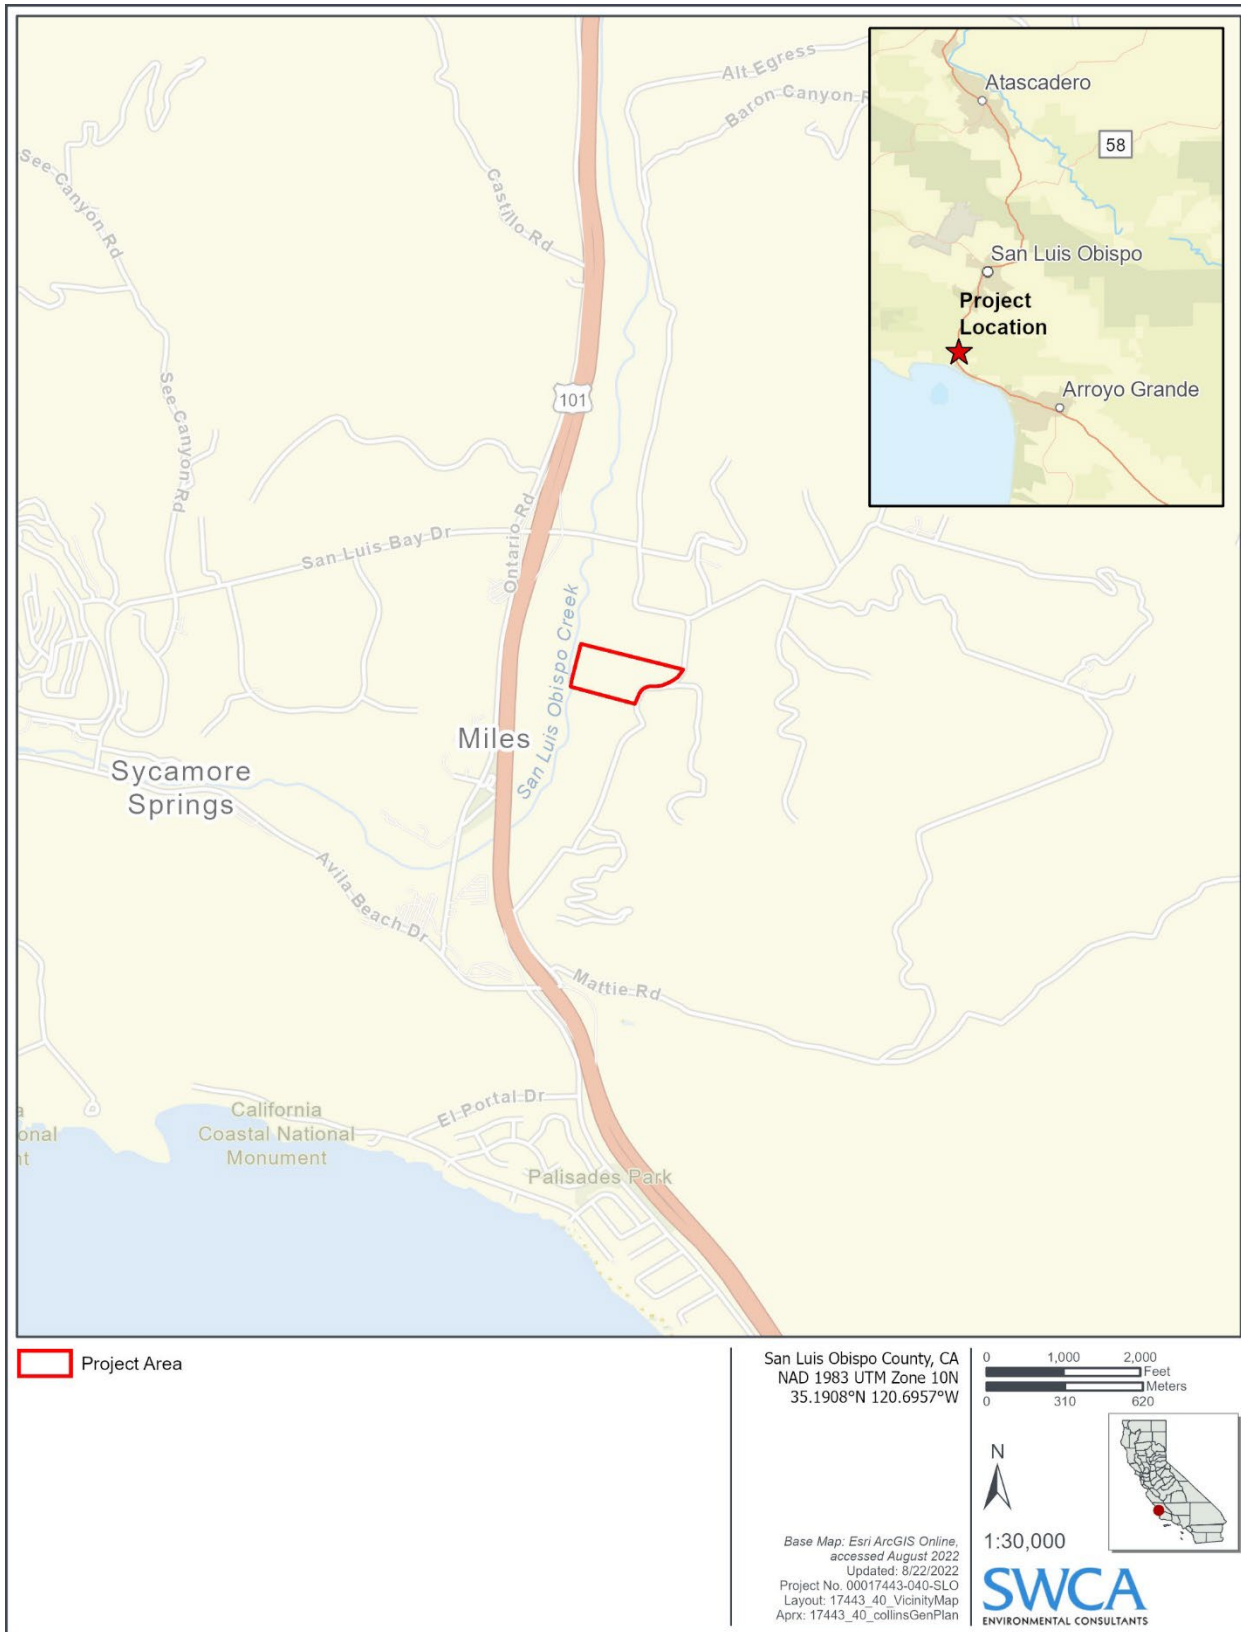 Alt Egress
Baron Canyon R
See Canyon Rd
Castillo Rd
See Canyon Rd
101
Ontario Rd
San Luis Bay Dr
San Luis Obispo Creek
Miles
Sycamore
Springs
Avila Beach Dr
Mattie Rd
El Portal Dr
California
Coastal National
Monument
a
onal
nt
Palisades Park
Atascadero
58
San Luis Obispo
Project
Location
Arroyo Grande
Project Area
San Luis Obispo County, CA
NAD 1983 UTM Zone 10N
35.1908°N 120.6957°W
Base Map: Esri ArcGIS Online,
accessed August 2022
Updated: 8/22/2022
Project No. 00017443-040-SLO
Layout: 17443_40_VicinityMap
Aprx: 17443_40_collinsGenPlan
0 1,000 2,000
Feet
Meters
0 310 620
N
1:30,000
SWCA
ENVIRONMENTAL CONSULTANTS